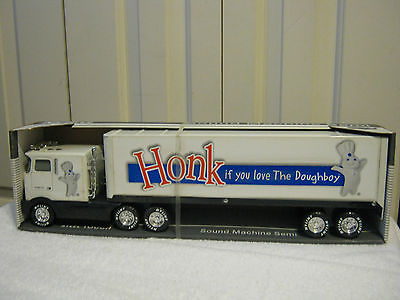 Honk
if you love The Doughboy
Sound Machine Semi